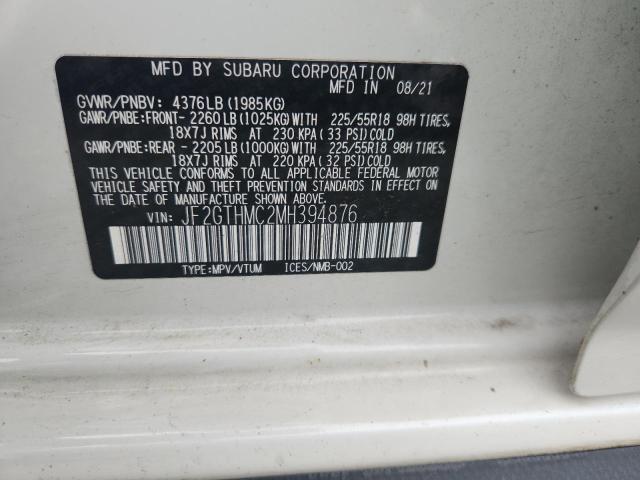 MFD BY SUBARU CORPORATION
MFD IN 08/21
GVWR/PNBV: 4376LB(1985KG)
GAWR/PNBE:FRONT- 2260LB(1025KG)WITH 225/55R18 98H TIRES,
18X7J RIMS AT 230 KPA(33 PSI)COLD
GAWR/PNBE:REAR - 2205LB(1000KG)WITH 225/55R18 98H TIRES,
18X7J RIMS AT 220 KPA(32 PSI)COLD
THIS VEHICLE CONFORMS TO ALL APPLICABLE FEDERAL MOTOR
VEHICLE SAFETY AND THEFT PREVENTION STANDARDS IN EFFECT
ON THE DATE OF MANUFACTURE SHOWN ABOVE.
VIN: JF2GTHMC2MH394876
TYPE:MPV/VTUM ICES/NMB-002